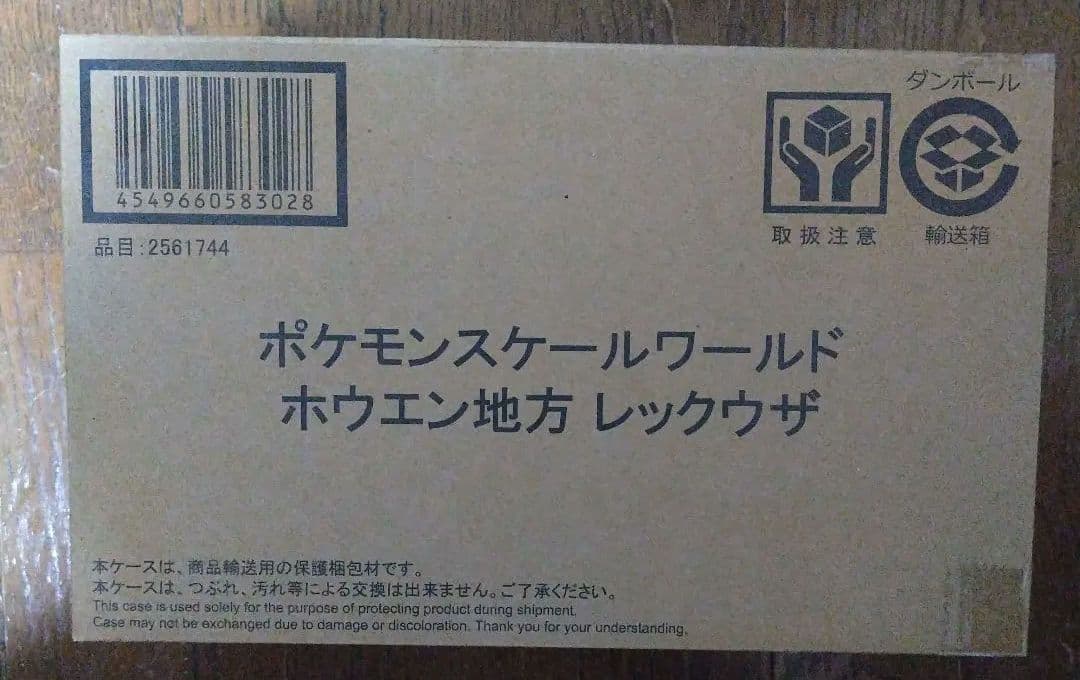 ダンボール
4549660583028
取扱注意
輸送箱
品目:2561744
ポケモンスケールワールド
ホウエン地方 レックウザ
本ケースは、商品輸送用の保護梱包材です。
本ケースは、つぶれ、汚れ等による交換は出来ません。ご了承ください。
This case is used solely for the purpose of protecting product during shipment.
Case may not be exchanged due to damage or discoloration. Thank you for your understanding.